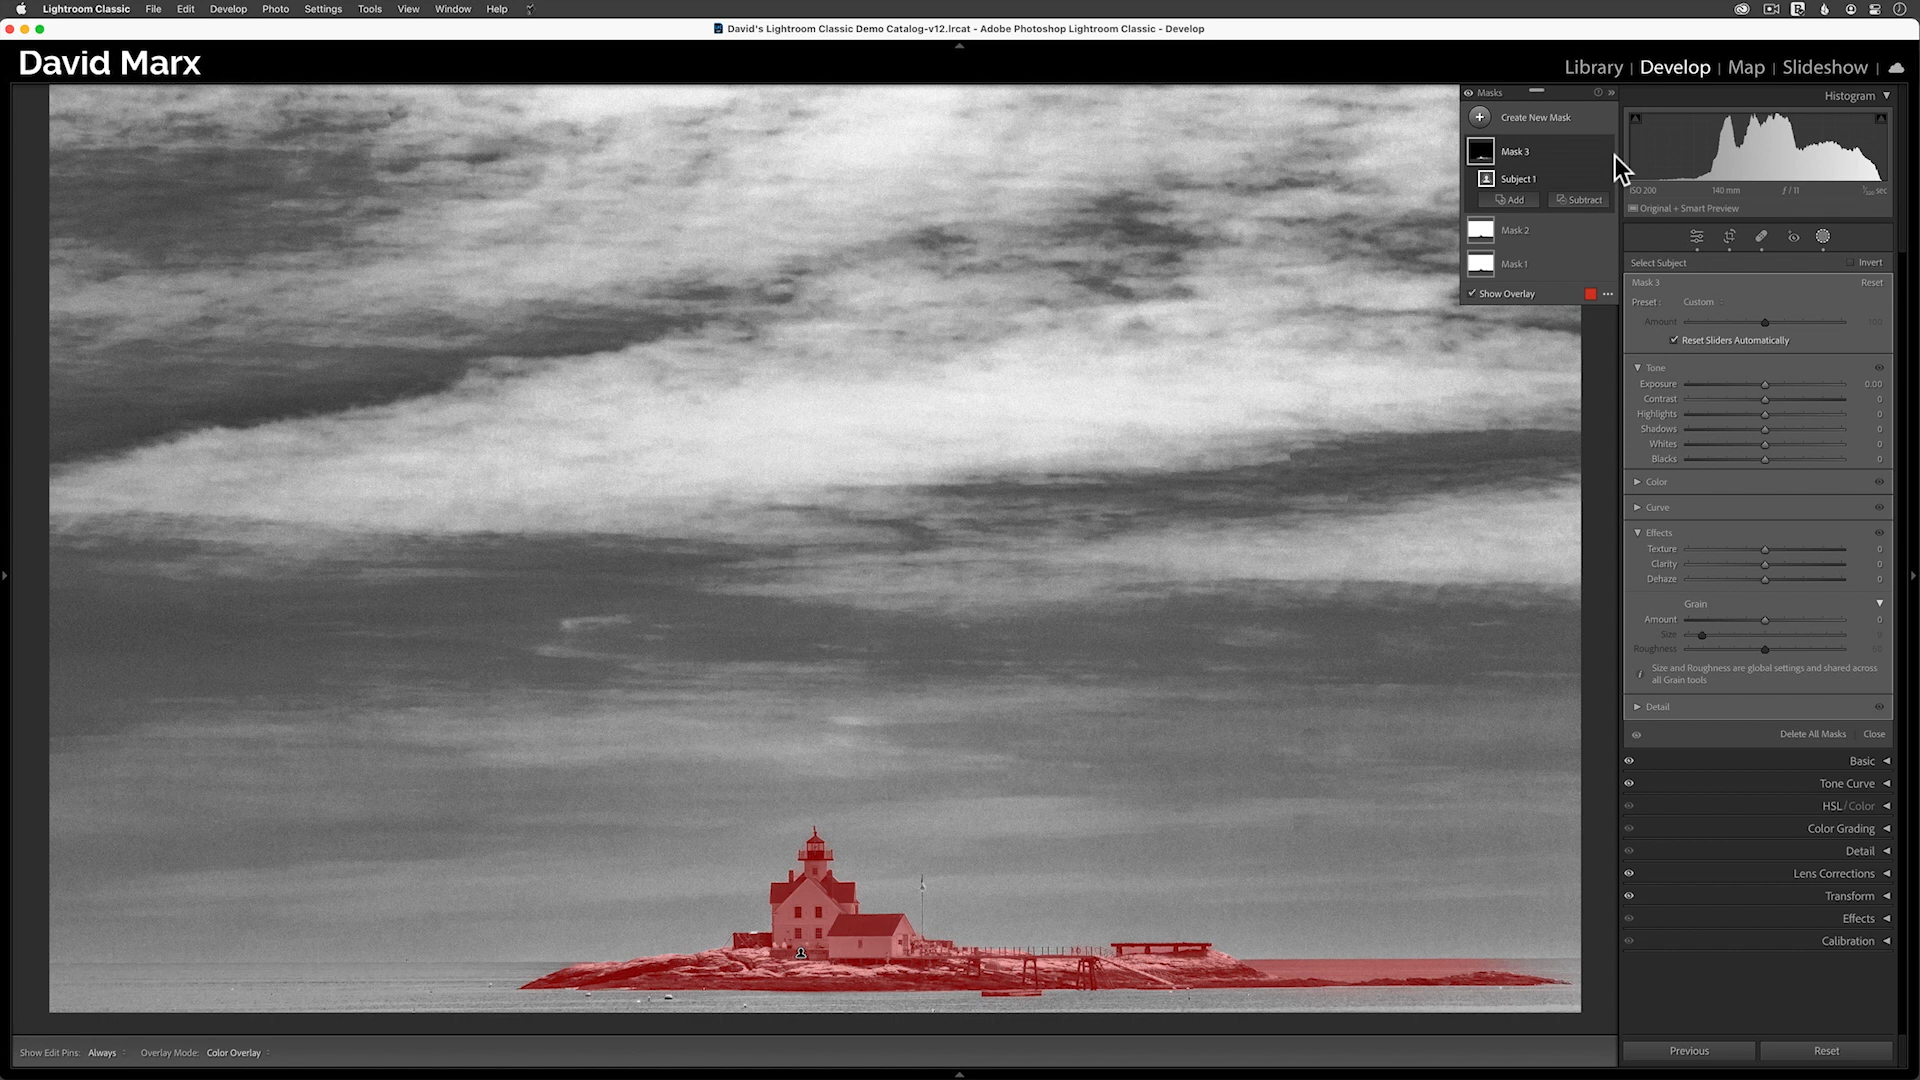 Lightroom Classic File Edit Develop Photo Settings Tools View Window Help
David's Lightroom Classic Demo Catalog-v12.lrcat - Adobe Photoshop Lightroom Classic - Develop
David Marx
Library | Develop | Map | Slideshow |
Masks
Create New Mask
Mask 3
Subject 1
Add Subtract
Mask 2
Mask 1
Show Overlay
Histogram
ISO 200 140 mm f / 11 sec
Original + Smart Preview
Select Subject Invert
Mask 3 Reset
Preset : Custom
Amount 100
Reset Sliders Automatically
Tone
Exposure 0.00
Contrast 0
Highlights 0
Shadows 0
Whites 0
Blacks 0
Color
Curve
Effects
Texture 0
Clarity 0
Dehaze 0
Grain
Amount 0
Size
Roughness
Size and Roughness are global settings and shared across
all Grain tools
Detail
Delete All Masks Close
Basic
Tone Curve
HSL / Color
Color Grading
Detail
Lens Corrections
Transform
Effects
Calibration
Show Edit Pins: Always Overlay Mode: Color Overlay
Previous Reset